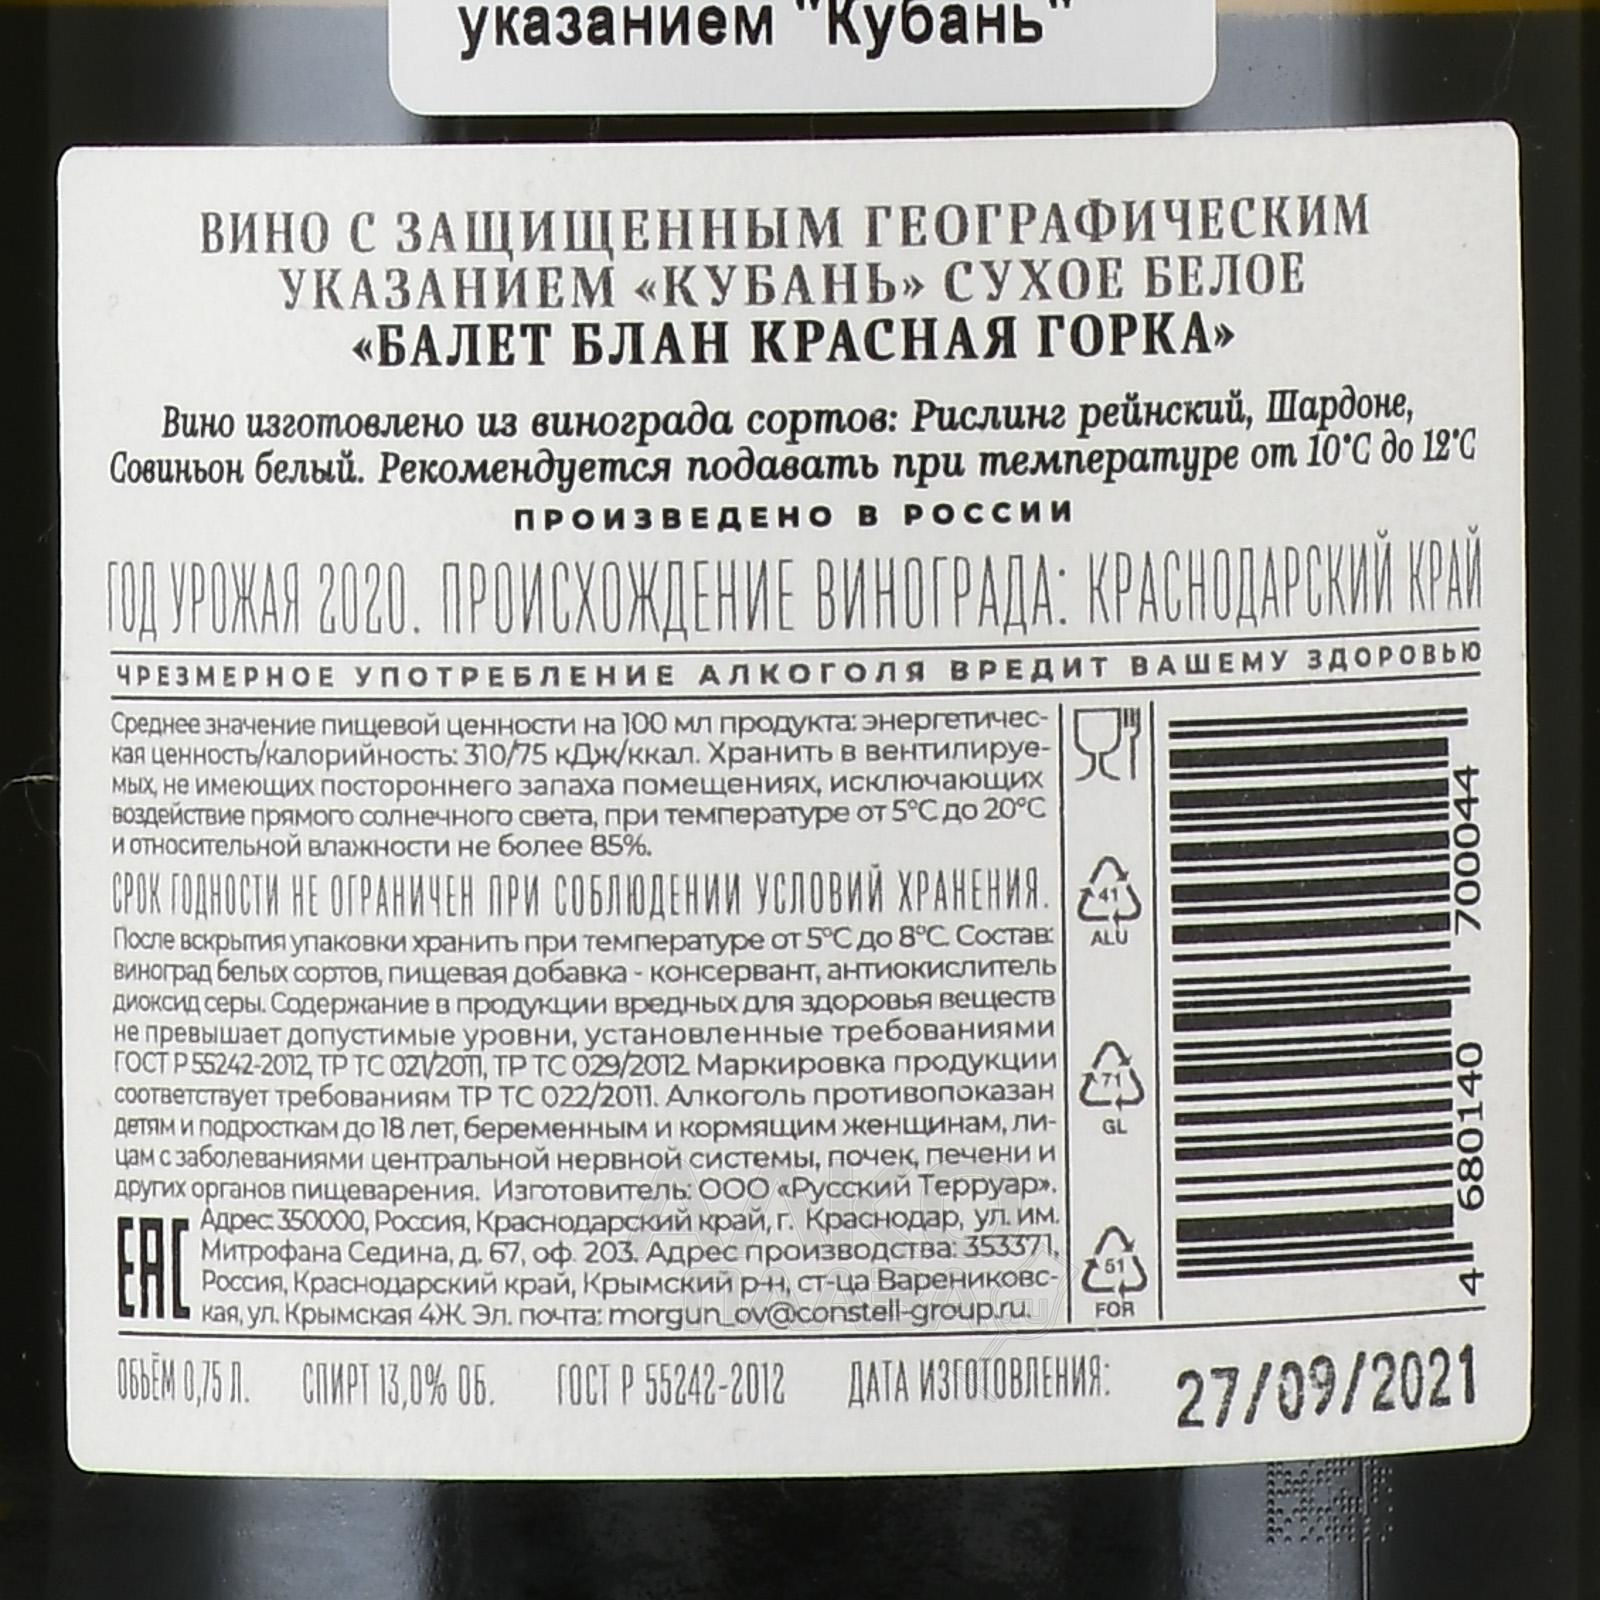 указанием "Кубань"
ВИНО С ЗАЩИЩЕННЫМ ГЕОГРАФИЧЕСКИМ
УКАЗАНИЕМ «КУБАНЬ» СУХОЕ БЕЛОЕ
«БАЛЕТ БЛАН КРАСНАЯ ГОРКА»
Вино изготовлено из винограда сортов: Рислинг рейнский, Шардоне,
Совиньон белый. Рекомендуется подавать при температуре от 10°С до 12°С
ПРОИЗВЕДЕНО В РОССИИ
ГОД УРОЖАЯ 2020. ПРОИСХОЖДЕНИЕ ВИНОГРАДА: КРАСНОДАРСКИЙ КРАЙ
ЧРЕЗМЕРНОЕ УПОТРЕБЛЕНИЕ АЛКОГОЛЯ ВРЕДИТ ВАШЕМУ ЗДОРОВЬЮ
Среднее значение пищевой ценности на 100 мл продукта: энергетичес-
кая ценность/калорийность: 310/75 кДж/ккал. Хранить в вентилируе-
мых, не имеющих постороннего запаха помещениях, исключающих
воздействие прямого солнечного света, при температуре от 5°С до 20°С
и относительной влажности не более 85%.
СРОК ГОДНОСТИ НЕ ОГРАНИЧЕН ПРИ СОБЛЮДЕНИИ УСЛОВИЙ ХРАНЕНИЯ.
После вскрытия упаковки хранить при температуре от 5°С до 8°С. Состав:
виноград белых сортов, пищевая добавка - консервант, антиокислитель
диоксид серы. Содержание в продукции вредных для здоровья веществ
не превышает допустимые уровни, установленные требованиями
ГОСТ Р 55242-2012, ТР ТС 021/2011, ТР ТС 029/2012. Маркировка продукции
соответствует требованиям ТР ТС 022/2011. Алкоголь противопоказан
детям и подросткам до 18 лет, беременным и кормящим женщинам, ли-
цам с заболеваниями центральной нервной системы, почек, печени и
других органов пищеварения. Изготовитель: ООО «Русский Терруар».
Адрес: 350000, Россия, Краснодарский край, г. Краснодар, ул. им.
Митрофана Седина, д. 67, оф. 203. Адрес производства: 353371,
Россия, Краснодарский край, Крымский р-н, ст-ца Варениковс-
кая, ул. Крымская 4Ж. Эл. почта: morgun_ov@constell-group.ru.
EAC
41
ALU
71
GL
51
FOR
4 680140 700044
ОБЪЁМ 0,75 Л. СПИРТ 13,0% ОБ. ГОСТ Р 55242-2012 ДАТА ИЗГОТОВЛЕНИЯ: 27/09/2021